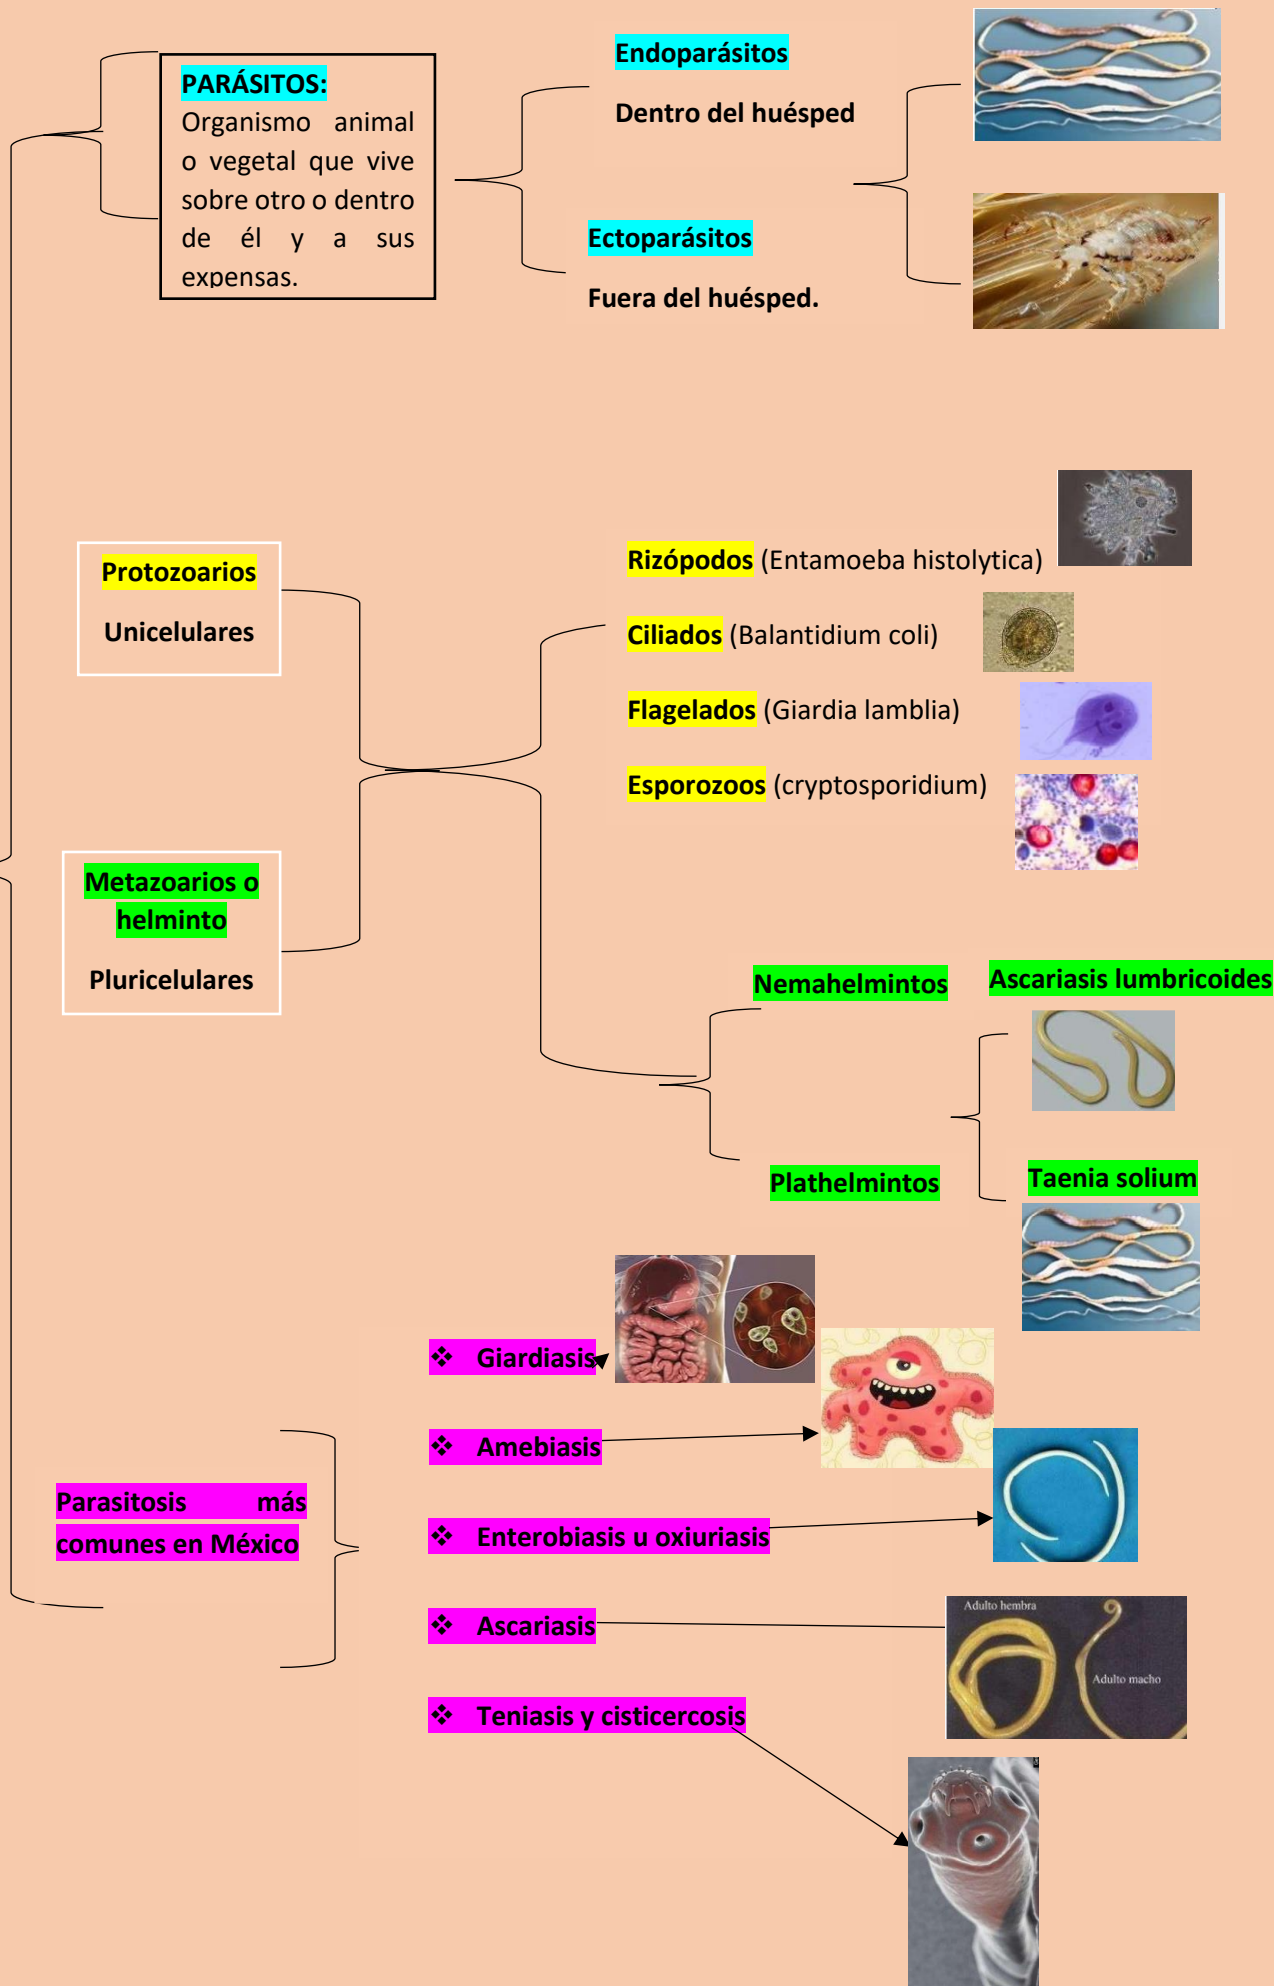 PARÁSITOS:
Organismo animal
o vegetal que vive
sobre otro o dentro
de él y a sus
expensas.
Endoparásitos
Dentro del huésped
Ectoparásitos
Fuera del huésped.
Protozoarios
Unicelulares
Metazoarios o
helminto
Pluricelulares
Rizópodos (Entamoeba histolytica)
Ciliados (Balantidium coli)
Flagelados (Giardia lamblia)
Esporozoos (cryptosporidium)
Nemahelmintos
Ascariasis lumbricoides
Plathelmintos
Taenia solium
Parasitosis más
comunes en México
❖ Giardiasis
❖ Amebiasis
❖ Enterobiasis u oxiuriasis
❖ Ascariasis
❖ Teniasis y cisticercosis
Adulto hembra
Adulto macho